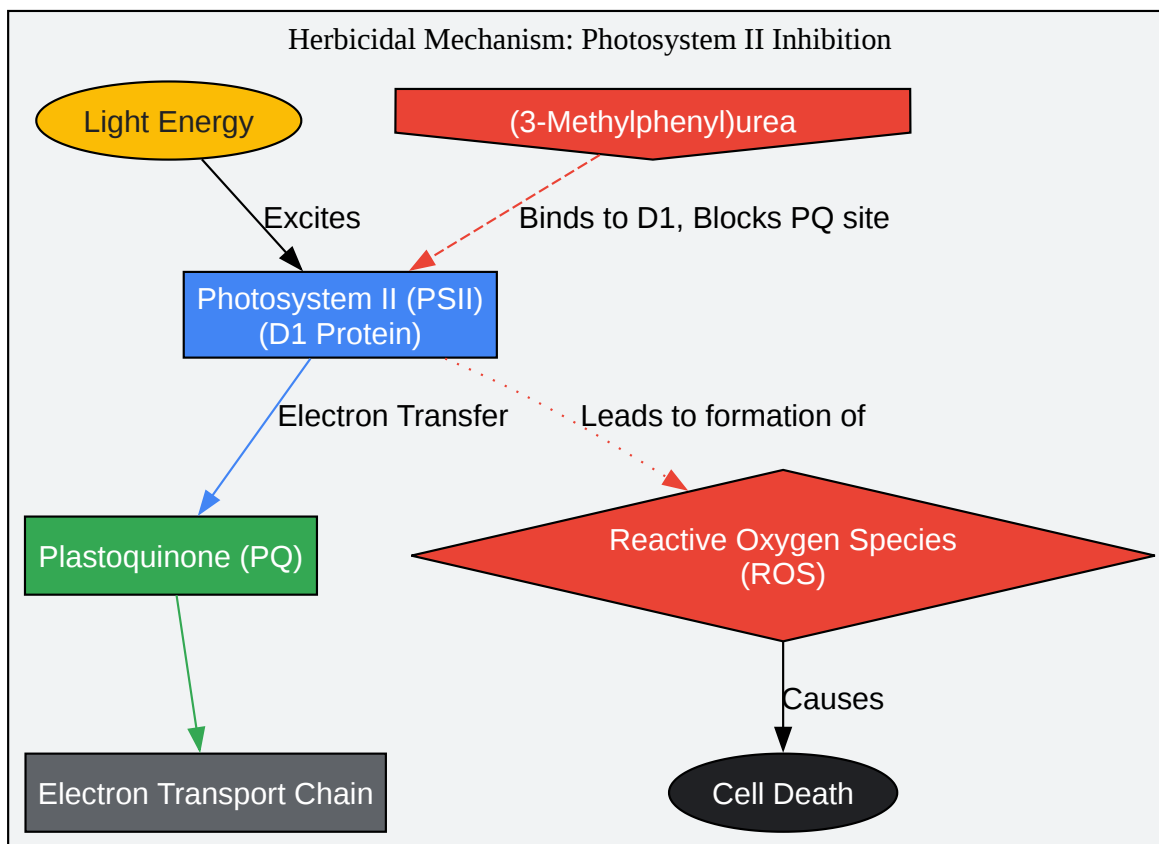 Herbicidal Mechanism: Photosystem II Inhibition
Light Energy
(3-Methylphenyl)urea
Excites
Binds to D1, Blocks PQ site
Photosystem II (PSII)
(D1 Protein)
Electron Transfer
Leads to formation of
Plastoquinone (PQ)
Reactive Oxygen Species
(ROS)
Causes
Electron Transport Chain
Cell Death